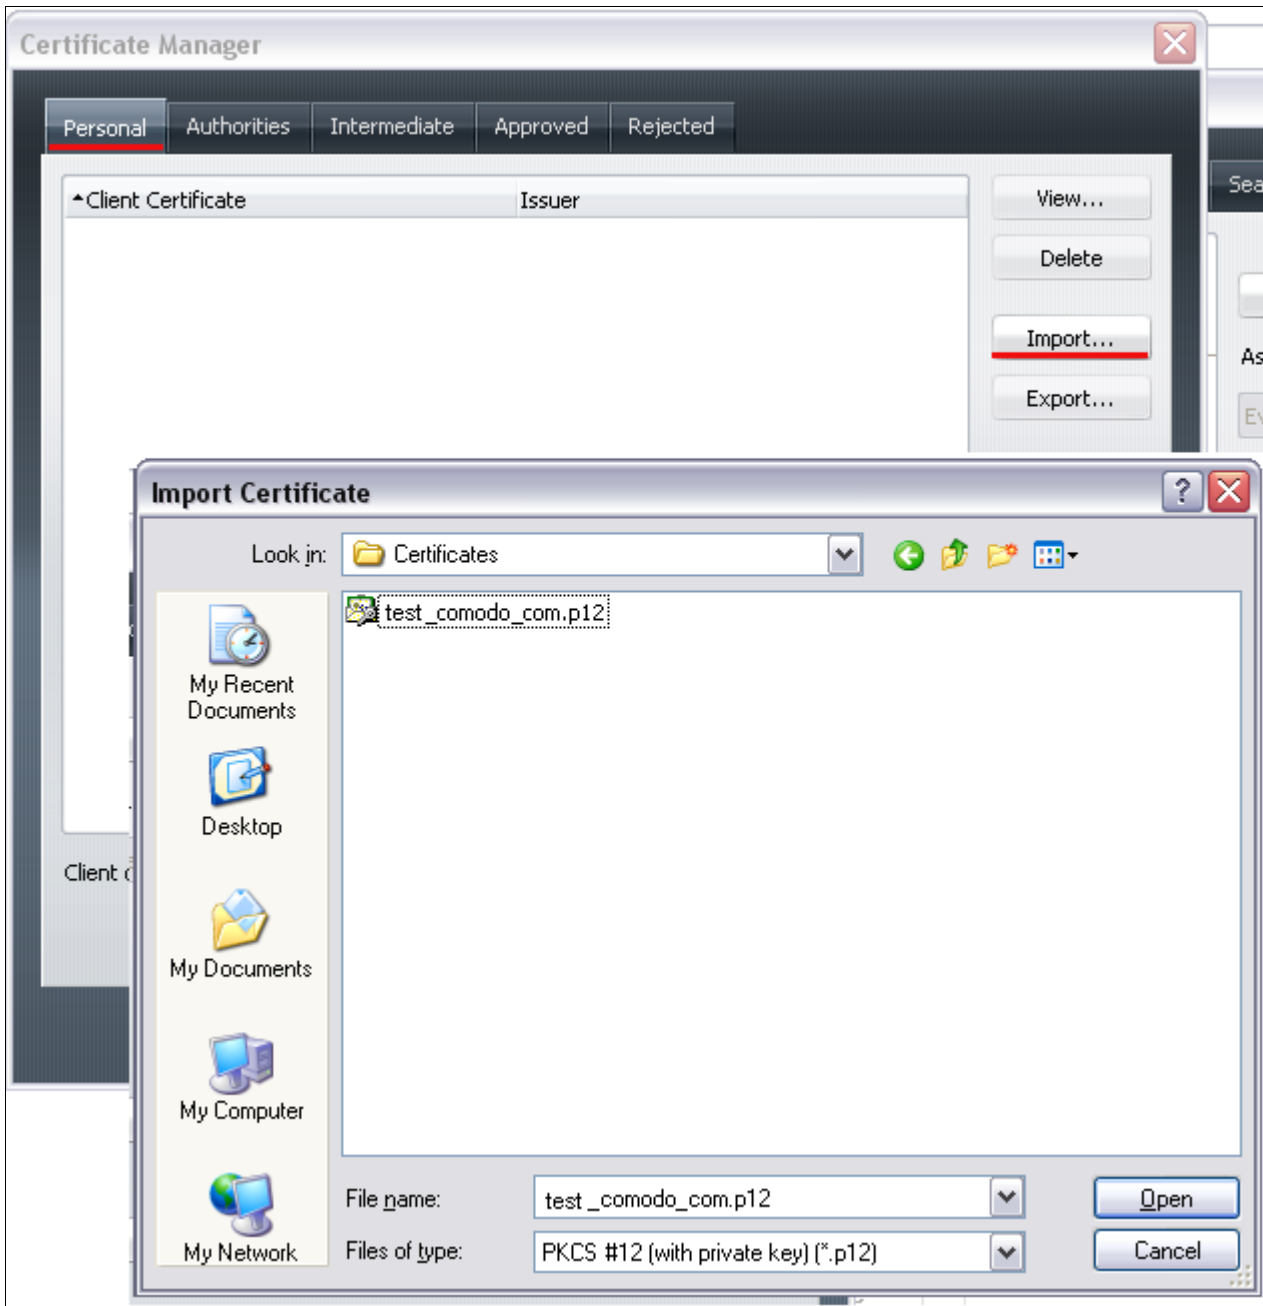 Certificate Manager
Personal Authorities Intermediate Approved Rejected
Client Certificate Issuer
View...
Delete
Import...
Export...
Sea
As
Ev
Client c
Import Certificate
Look in: Certificates
test_comodo_com.p12
My Recent
Documents
Desktop
My Documents
My Computer
My Network
File name: test_comodo_com.p12
Open
Files of type: PKCS #12 (with private key) (*.p12)
Cancel